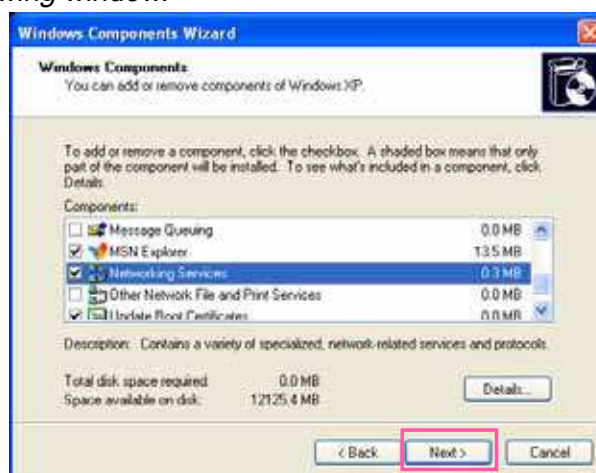 window
Windows Components Wizard
Windows Components
You can add or remove components of Windows XP.
To add or remove a component, click the checkbox. A shaded box means that only
part of the component will be installed. To see what's included in a component, click
Details.
Components:
Message Queuing 0.0 MB
MSN Explorer 13.5 MB
Networking Services 0.3 MB
Other Network File and Print Services 0.0 MB
Update Root Certificates 0.0 MB
Description: Contains a variety of specialized, network-related services and protocols.
Total disk space required: 0.0 MB
Space available on disk: 12125.4 MB
Details...
< Back Next > Cancel